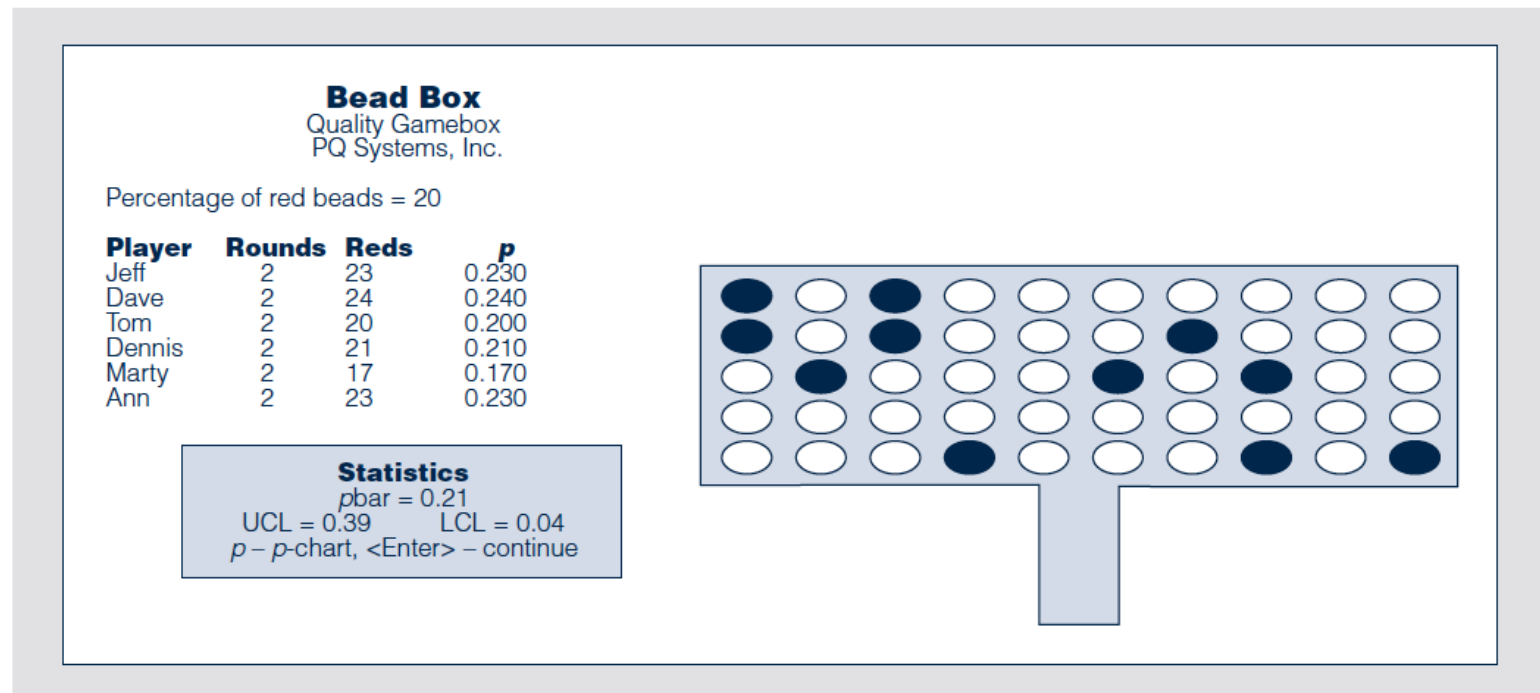 Bead Box
Quality Gamebox
PQ Systems, Inc.
Percentage of red beads = 20
Player Rounds Reds p
Jeff 2 23 0.230
Dave 2 24 0.240
Tom 2 20 0.200
Dennis 2 21 0.210
Marty 2 17 0.170
Ann 2 23 0.230
Statistics
pbar = 0.21
UCL = 0.39 LCL = 0.04
p – p-chart, <Enter> – continue